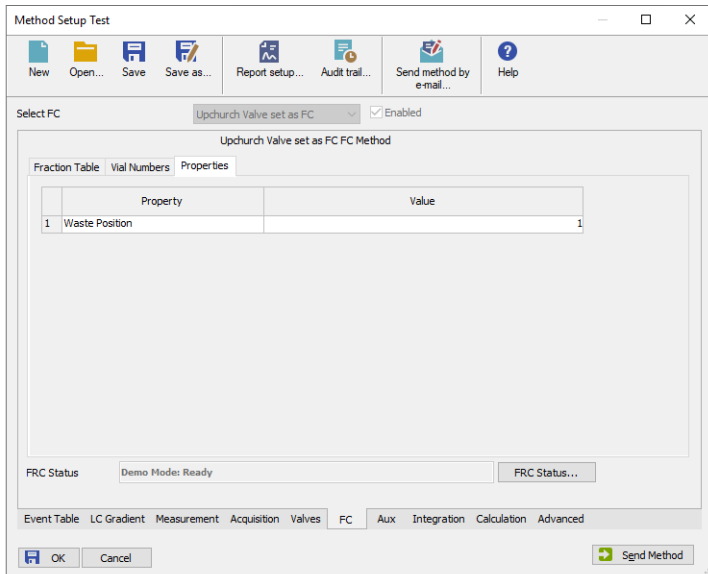 Method Setup Test
New Open... Save Save as... Report setup... Audit trail... Send method by e-mail... Help
Select FC Upchurch Valve set as FC Enabled
Upchurch Valve set as FC FC Method
Fraction Table Vial Numbers Properties
Property Value
1 Waste Position 1
FRC Status Demo Mode: Ready FRC Status...
Event Table LC Gradient Measurement Acquisition Valves FC Aux Integration Calculation Advanced
OK Cancel Send Method